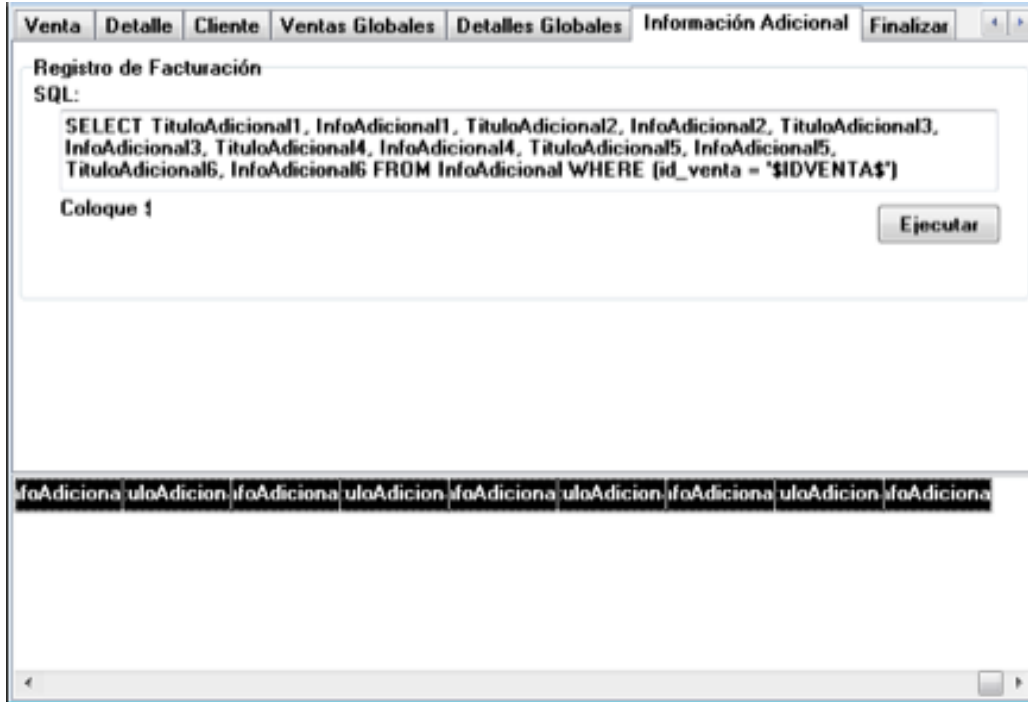 Venta Detalle Cliente Ventas Globales Detalles Globales Información Adicional Finalizar
Registro de Facturación
SQL:
SELECT TituloAdicional1, InfoAdicional1, TituloAdicional2, InfoAdicional2, TituloAdicional3,
InfoAdicional3, TituloAdicional4, InfoAdicional4, TituloAdicional5, InfoAdicional5,
TituloAdicional6, InfoAdicional6 FROM InfoAdicional WHERE (id_venta = "$IDVENTA$")
Coloque $
Ejecutar
ifoAdiciona uloAdicion ifoAdiciona uloAdicion ifoAdiciona uloAdicion ifoAdiciona uloAdicion ifoAdiciona